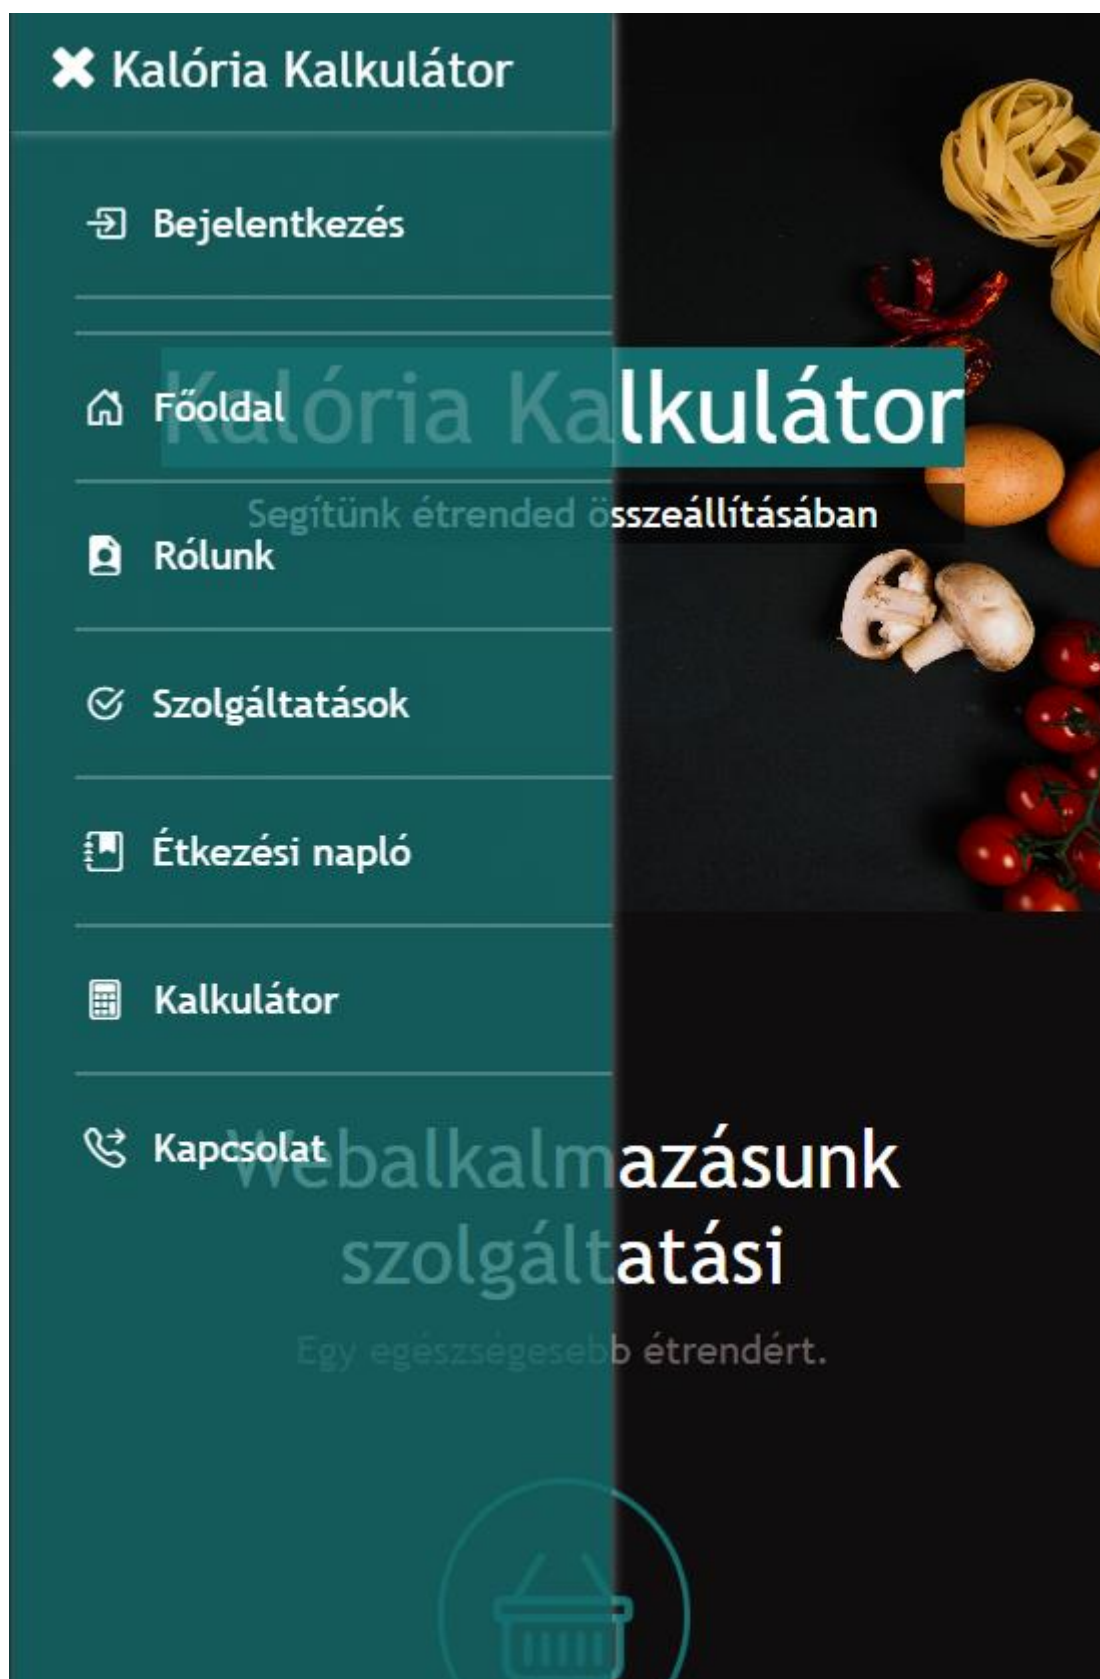 Kalória Kalkulátor
Bejelentkezés
Főoldal
Rólunk
Szolgáltatások
Étkezési napló
Kalkulátor
Kapcsolat
Kalória Kalkulátor
Segítünk étrended összeállításában
Webalkalmazásunk
szolgáltatási
Egy egészségesebb étrendért.